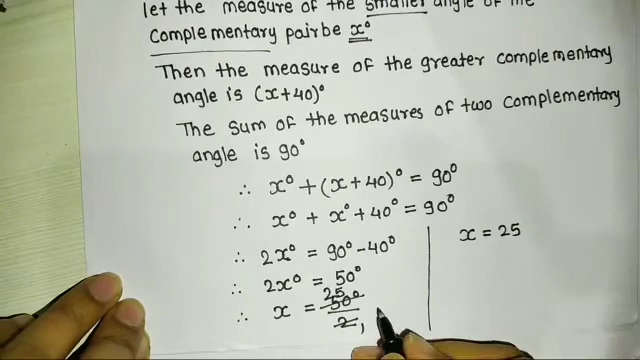 let the measure of the smaller angle of the
complementary pair be x°
Then the measure of the greater complementary
angle is (x+40)°
The sum of the measures of two complementary
angle is 90°
∴ x° + (x+40)° = 90°
∴ x° + x° + 40° = 90°
∴ 2x° = 90° - 40°
∴ 2x° = 50°
25
∴ x = 50°
2,
x = 25